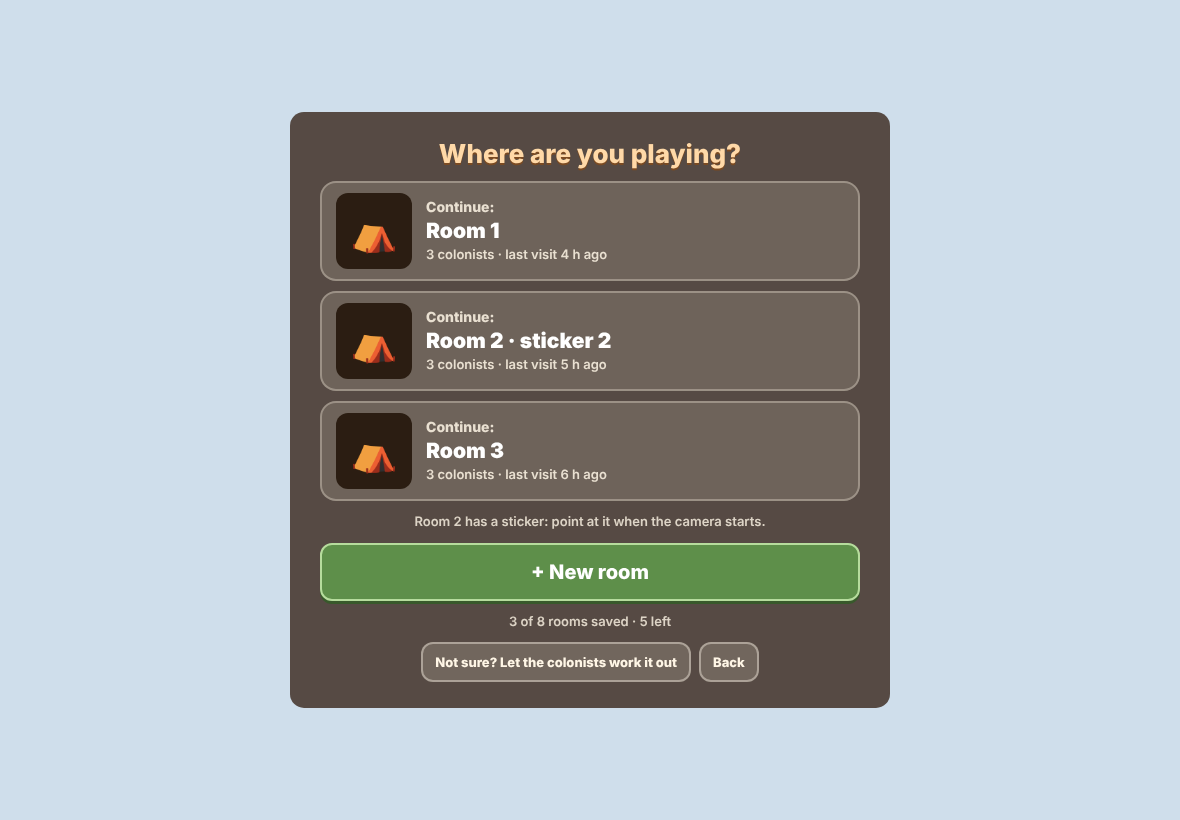 Where are you playing?
Continue:
Room 1
3 colonists · last visit 4 h ago
Continue:
Room 2 · sticker 2
3 colonists · last visit 5 h ago
Continue:
Room 3
3 colonists · last visit 6 h ago
Room 2 has a sticker: point at it when the camera starts.
+ New room
3 of 8 rooms saved · 5 left
Not sure? Let the colonists work it out
Back